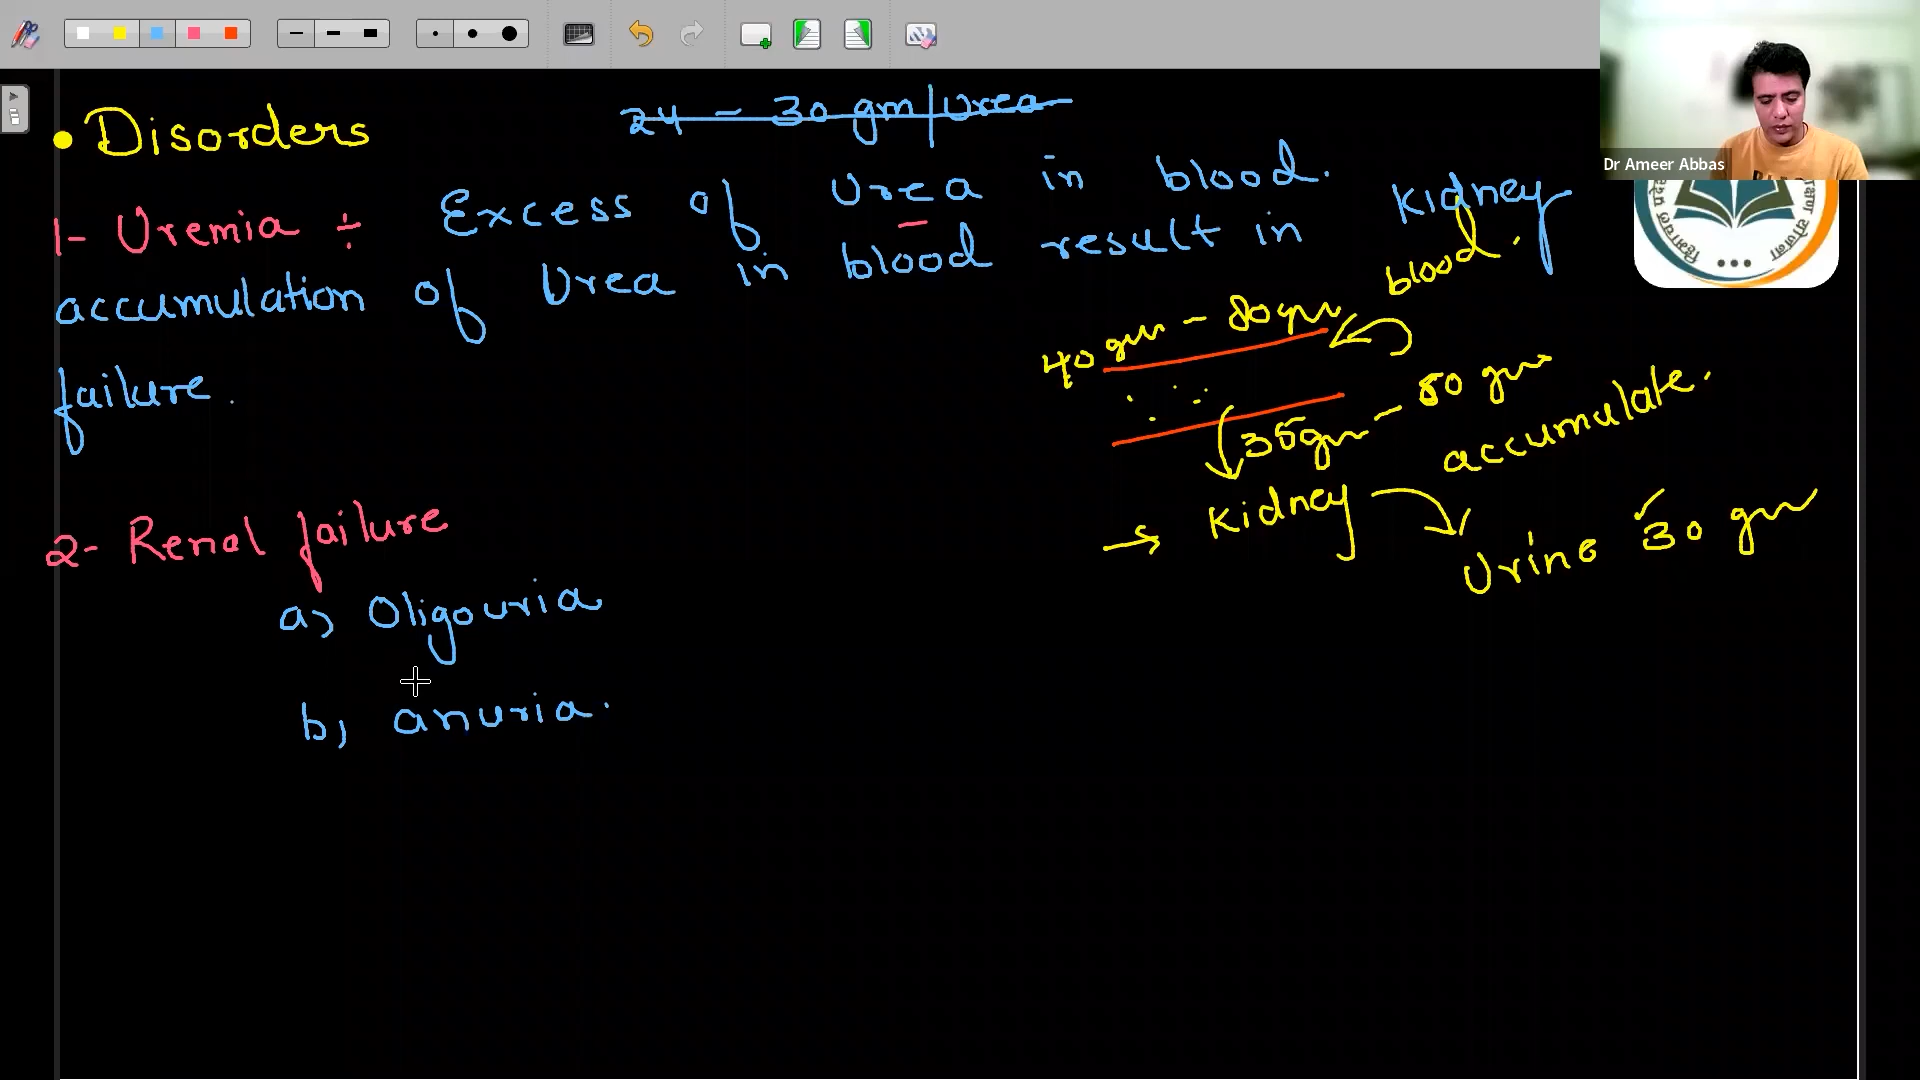 Dr Ameer Abbas
• Disorders
24 - 30 gm/Urea
1- Uremia ÷ Excess of Urea in blood.
accumulation of Urea in blood result in Kidney
failure.
blood.
40 gm - 80 gm
35 gm - 50 gm
accumulate.
→ Kidney
Urine 30 gm
2- Renal failure
a) Oligouria
b) anuria.